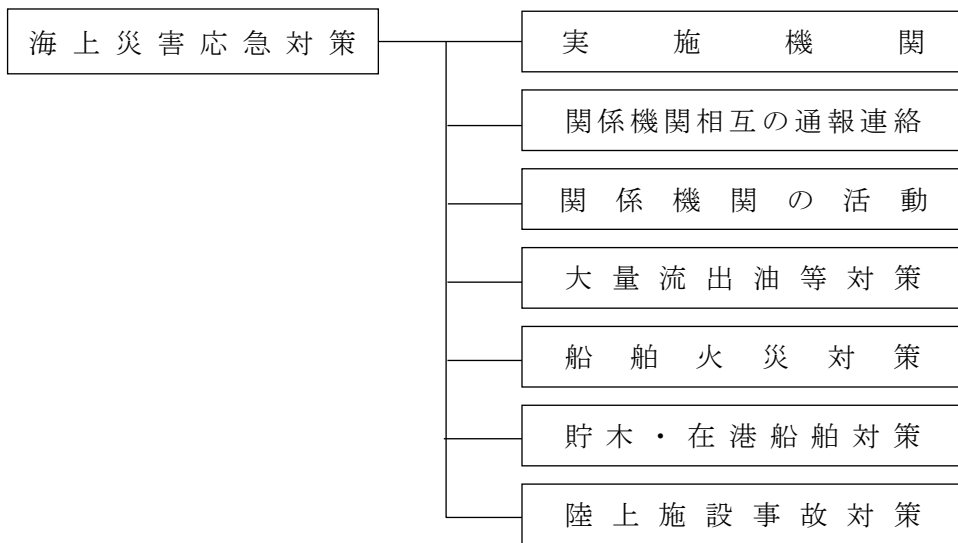 海上災害応急対策
実施機関
関係機関相互の通報連絡
関係機関の活動
大量流出油等対策
船舶火災対策
貯木・在港船舶対策
陸上施設事故対策